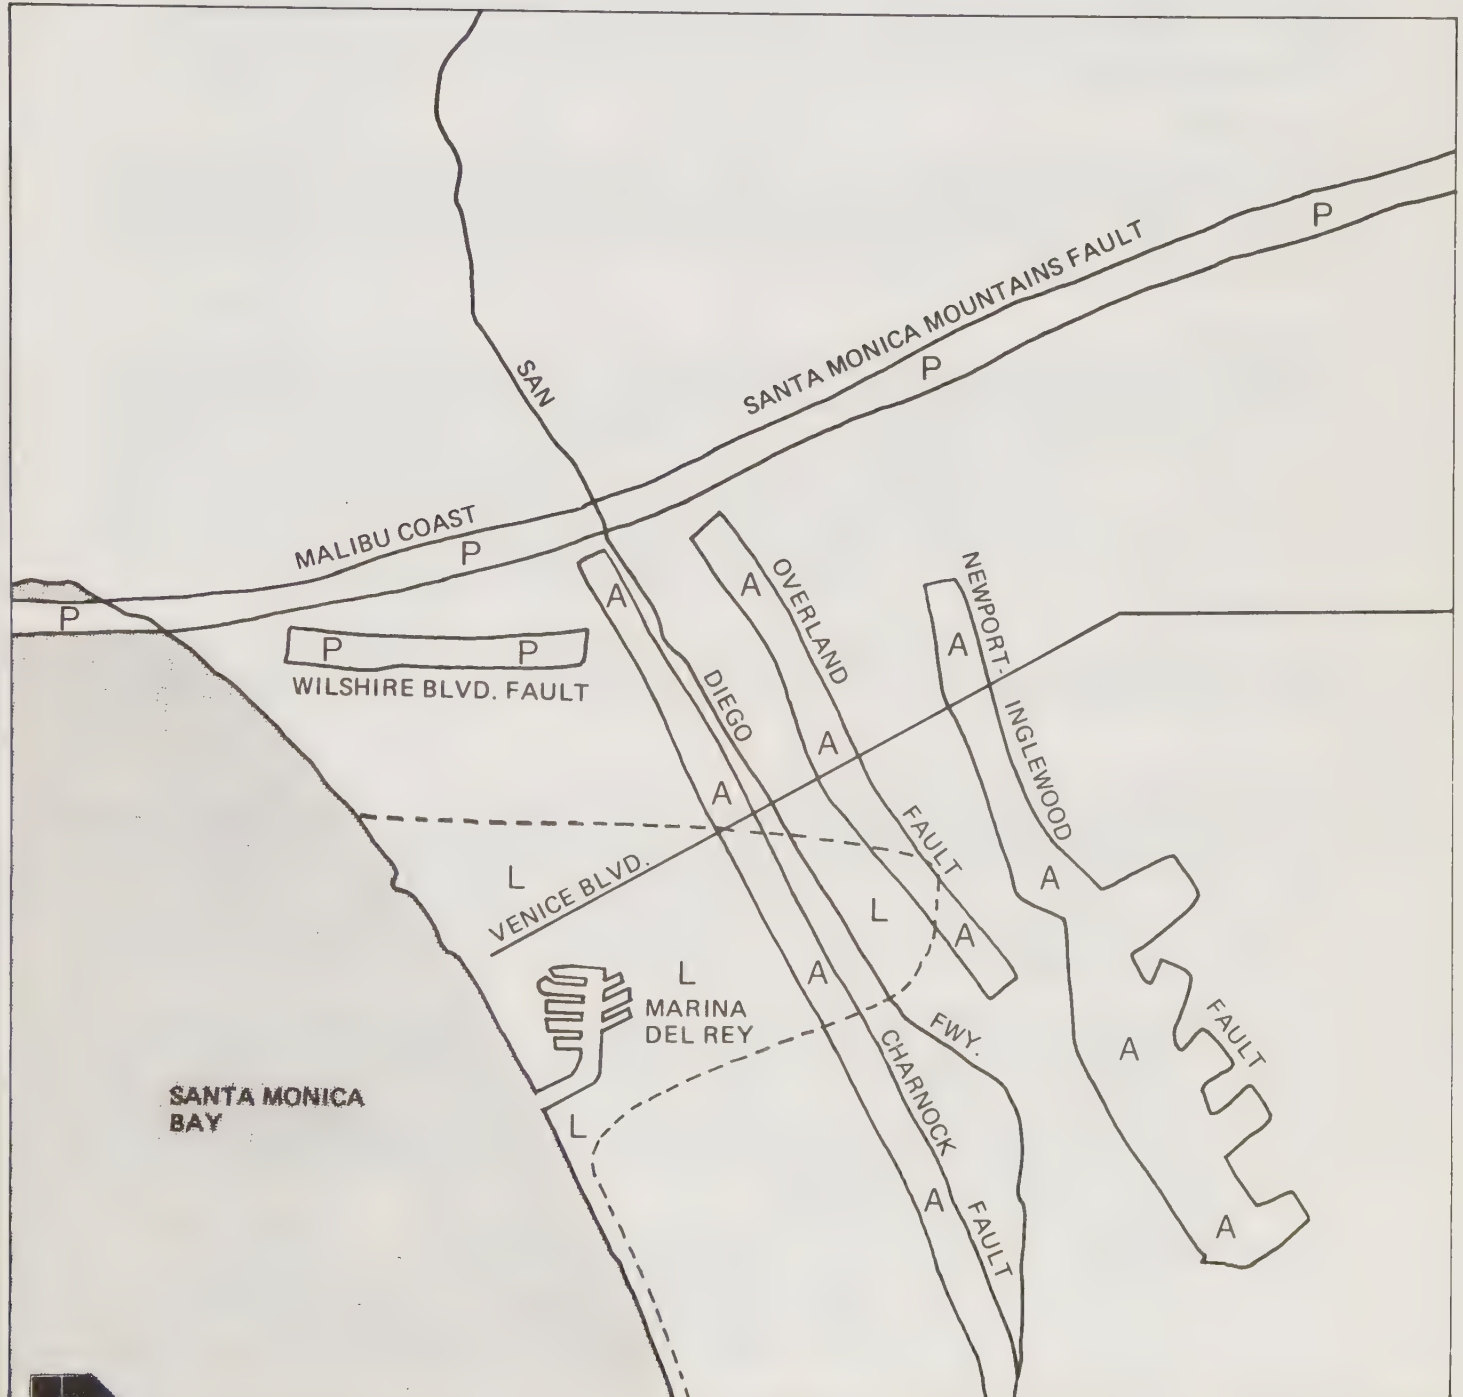 P
SANTA MONICA MOUNTAINS FAULT
P
SAN
MALIBU COAST
P
P
P P
WILSHIRE BLVD. FAULT
A
A
OVERLAND
FAULT
A
A
NEWPORT-
INGLEWOOD
FAULT
A
A
A
A
DIEGO
FWY.
A
L
VENICE BLVD.
L
L
MARINA
DEL REY
A
CHARNOCK
FAULT
A
SANTA MONICA
BAY
L